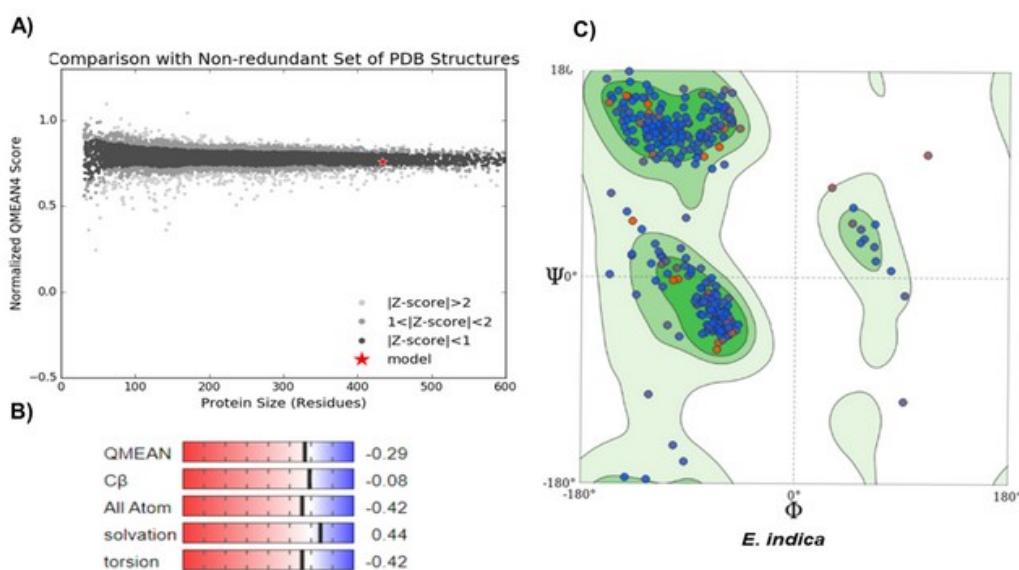 A)
Comparison with Non-redundant Set of PDB Structures
Normalized QMEAN4 Score
1.0
0.5
0.0
−0.5
|Z-score|>2
1<|Z-score|<2
|Z-score|<1
model
0
100
200
300
400
500
600
Protein Size (Residues)
B)
QMEAN -0.29
Cβ -0.08
All Atom -0.42
solvation 0.44
torsion -0.42
C)
180
Ψ 0°
-180°
-180°
0°
180°
Φ
E. indica